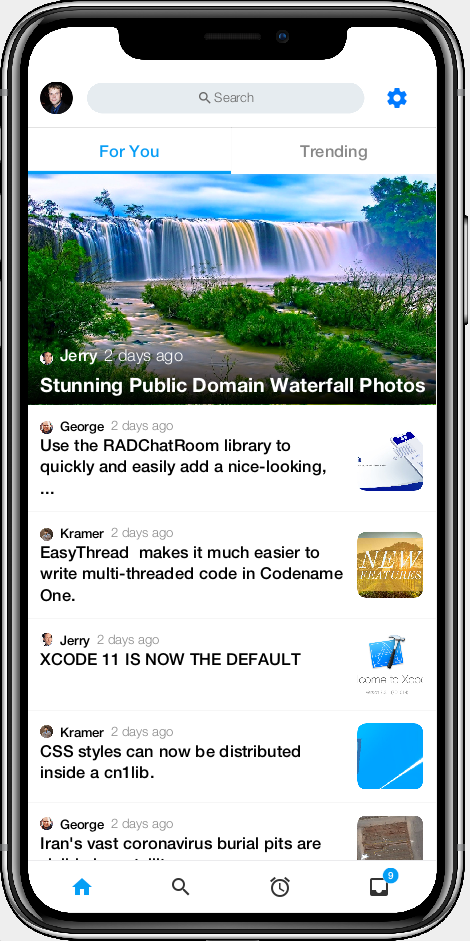 Search
For You
Trending
Jerry 2 days ago
Stunning Public Domain Waterfall Photos
George 2 days ago
Use the RADChatRoom library to
quickly and easily add a nice-looking,
...
Kramer 2 days ago
EasyThread  makes it much easier to
write multi-threaded code in Codename
One.
NEW
FEATURES
Jerry 2 days ago
XCODE 11 IS NOW THE DEFAULT
come to Xco
Kramer 2 days ago
CSS styles can now be distributed
inside a cn1lib.
George 2 days ago
Iran's vast coronavirus burial pits are
9